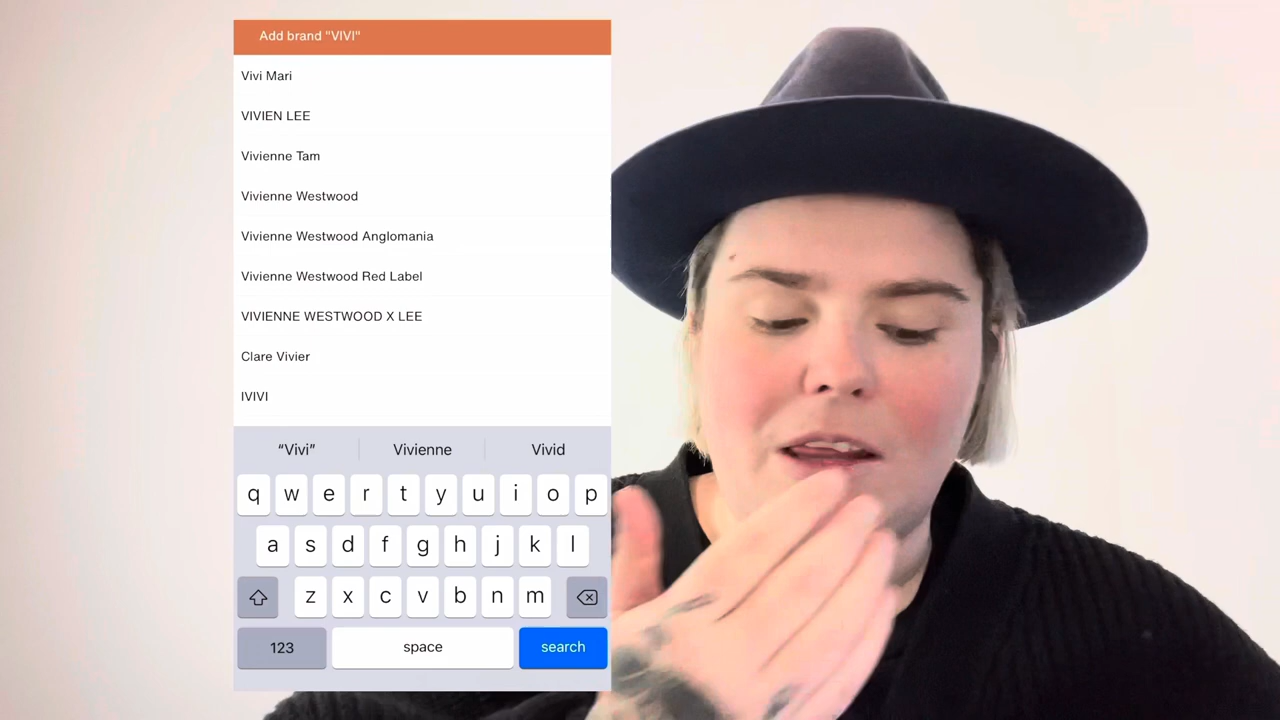 Add brand "VIVI"
Vivi Mari
VIVIEN LEE
Vivienne Tam
Vivienne Westwood
Vivienne Westwood Anglomania
Vivienne Westwood Red Label
VIVIENNE WESTWOOD X LEE
Clare Vivier
IVIVI
“Vivi” Vivienne Vivid
q w e r t y u i o p
a s d f g h j k l
z x c v b n m
123 space search